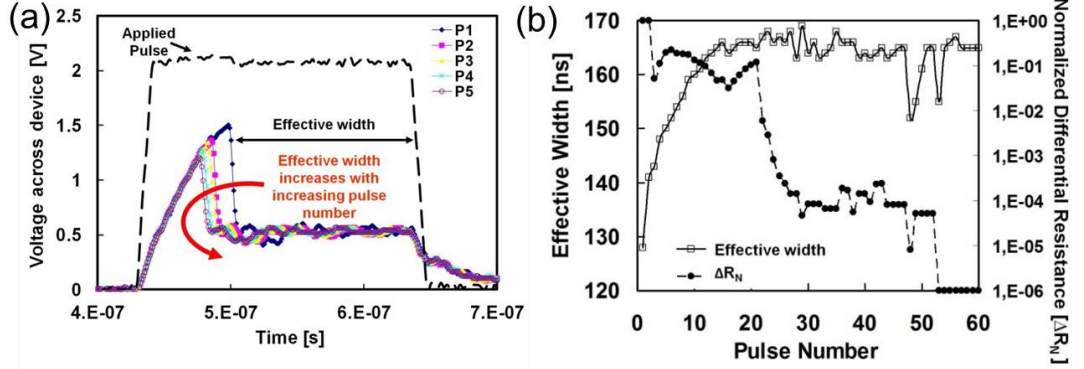 (a)
2.5
2
1.5
1
0.5
0
Voltage across device [V]
Applied
Pulse
P1
P2
P3
P4
P5
Effective width
Effective width
increases with
increasing pulse
number
4.E-07
5.E-07
6.E-07
7.E-07
Time [s]
(b)
170
160
150
140
130
120
Effective Width [ns]
Effective width
ΔRN
0
10
20
30
40
50
60
Pulse Number
1,E+00
1,E-01
1,E-02
1,E-03
1,E-04
1,E-05
1,E-06
Normalized Differential Resistance [ΔRN]